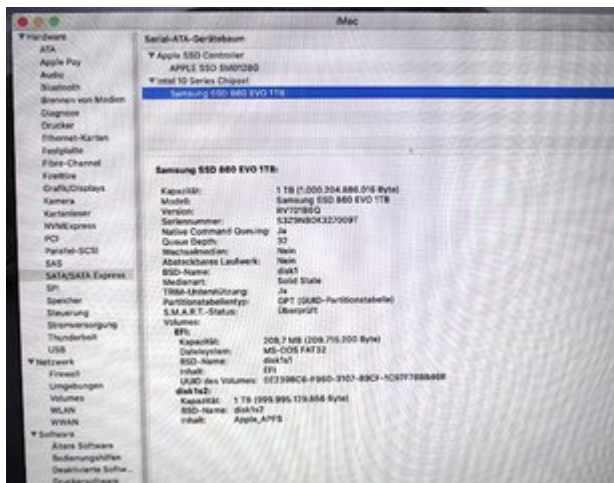 iMac
Hardware
ATA
Apple Pay
Audio
Bluetooth
Brennen von Medien
Diagnose
Drucker
Ethernet-Karten
Festplatte
Fibre-Channel
FireWire
Grafik/Displays
Kamera
Kartenleser
NVMExpress
PCI
Parallel-SCSI
SAS
SATA/SATA Express
SPI
Speicher
Steuerung
Stromversorgung
Thunderbolt
USB
Netzwerk
Firewall
Umgebungen
Volumes
WLAN
WWAN
Software
Ältere Software
Bedienungshilfen
Deaktivierte Softw...
Druckersoftware
Serial-ATA-Gerätebaum
Apple SSD Controller
APPLE SSD
Intel 10 Series Chipset
Samsung SSD 860 EVO 1TB
Samsung SSD 860 EVO 1TB:
Kapazität: 1 TB (1.000.204.886.016 Byte)
Modell: Samsung SSD 860 EVO 1TB
Version:
Seriennummer:
Native Command Queuing: Ja
Queue Depth: 32
Wechselmedien: Nein
Absteckbares Laufwerk: Nein
BSD-Name: disk1
Medienart: Solid State
TRIM-Unterstützung: Ja
Partitionstabellentyp: GPT (GUID-Partitionstabelle)
S.M.A.R.T.-Status: Überprüft
Volumes:
EFI:
Kapazität: 209,7 MB (209.715.200 Byte)
Dateisystem: MS-DOS FAT32
BSD-Name: disk1s1
Inhalt: EFI
UUID des Volumes:
disk1s2:
Kapazität: 1 TB (999.995.129.856 Byte)
BSD-Name: disk1s2
Inhalt: Apple_APFS